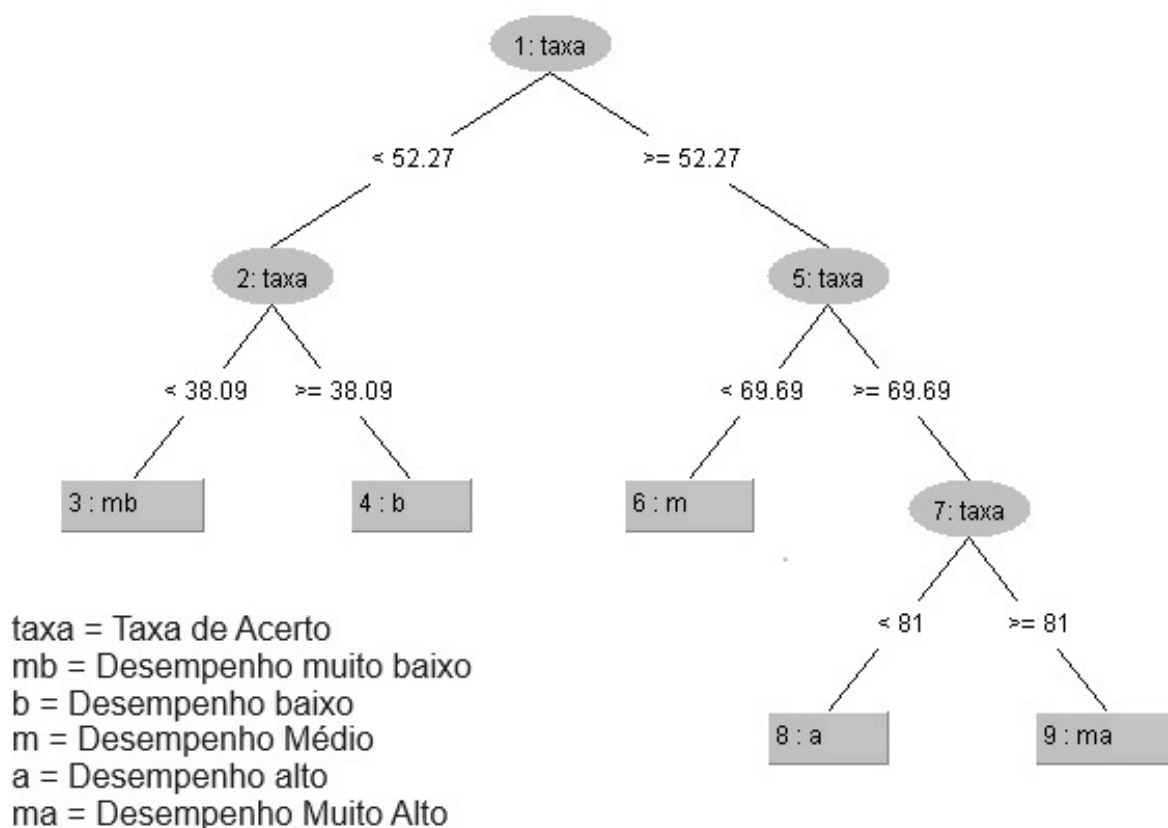 1: taxa
< 52.27
>= 52.27
2: taxa
5: taxa
< 38.09
>= 38.09
< 69.69
>= 69.69
3 : mb
4 : b
6 : m
7: taxa
< 81
>= 81
8 : a
9 : ma
taxa = Taxa de Acerto
mb = Desempenho muito baixo
b = Desempenho baixo
m = Desempenho Médio
a = Desempenho alto
ma = Desempenho Muito Alto